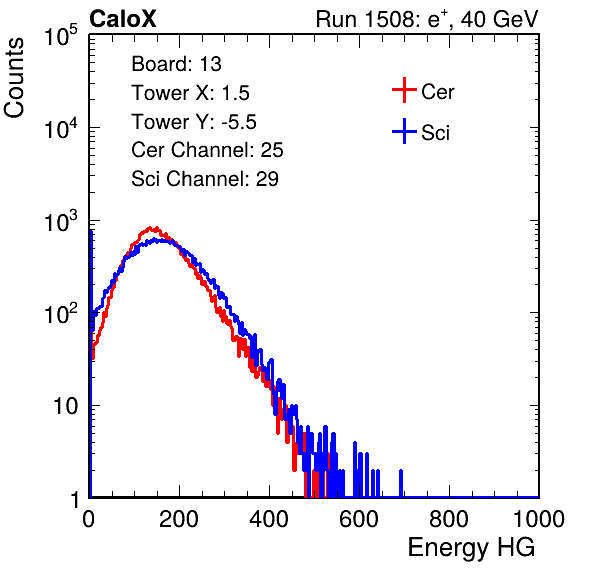 CaloX Run 1508: e⁺, 40 GeV
Counts
Board: 13
Tower X: 1.5
Tower Y: -5.5
Cer Channel: 25
Sci Channel: 29
Cer
Sci
10⁵
10⁴
10³
10²
10
1
0 200 400 600 800 1000
Energy HG